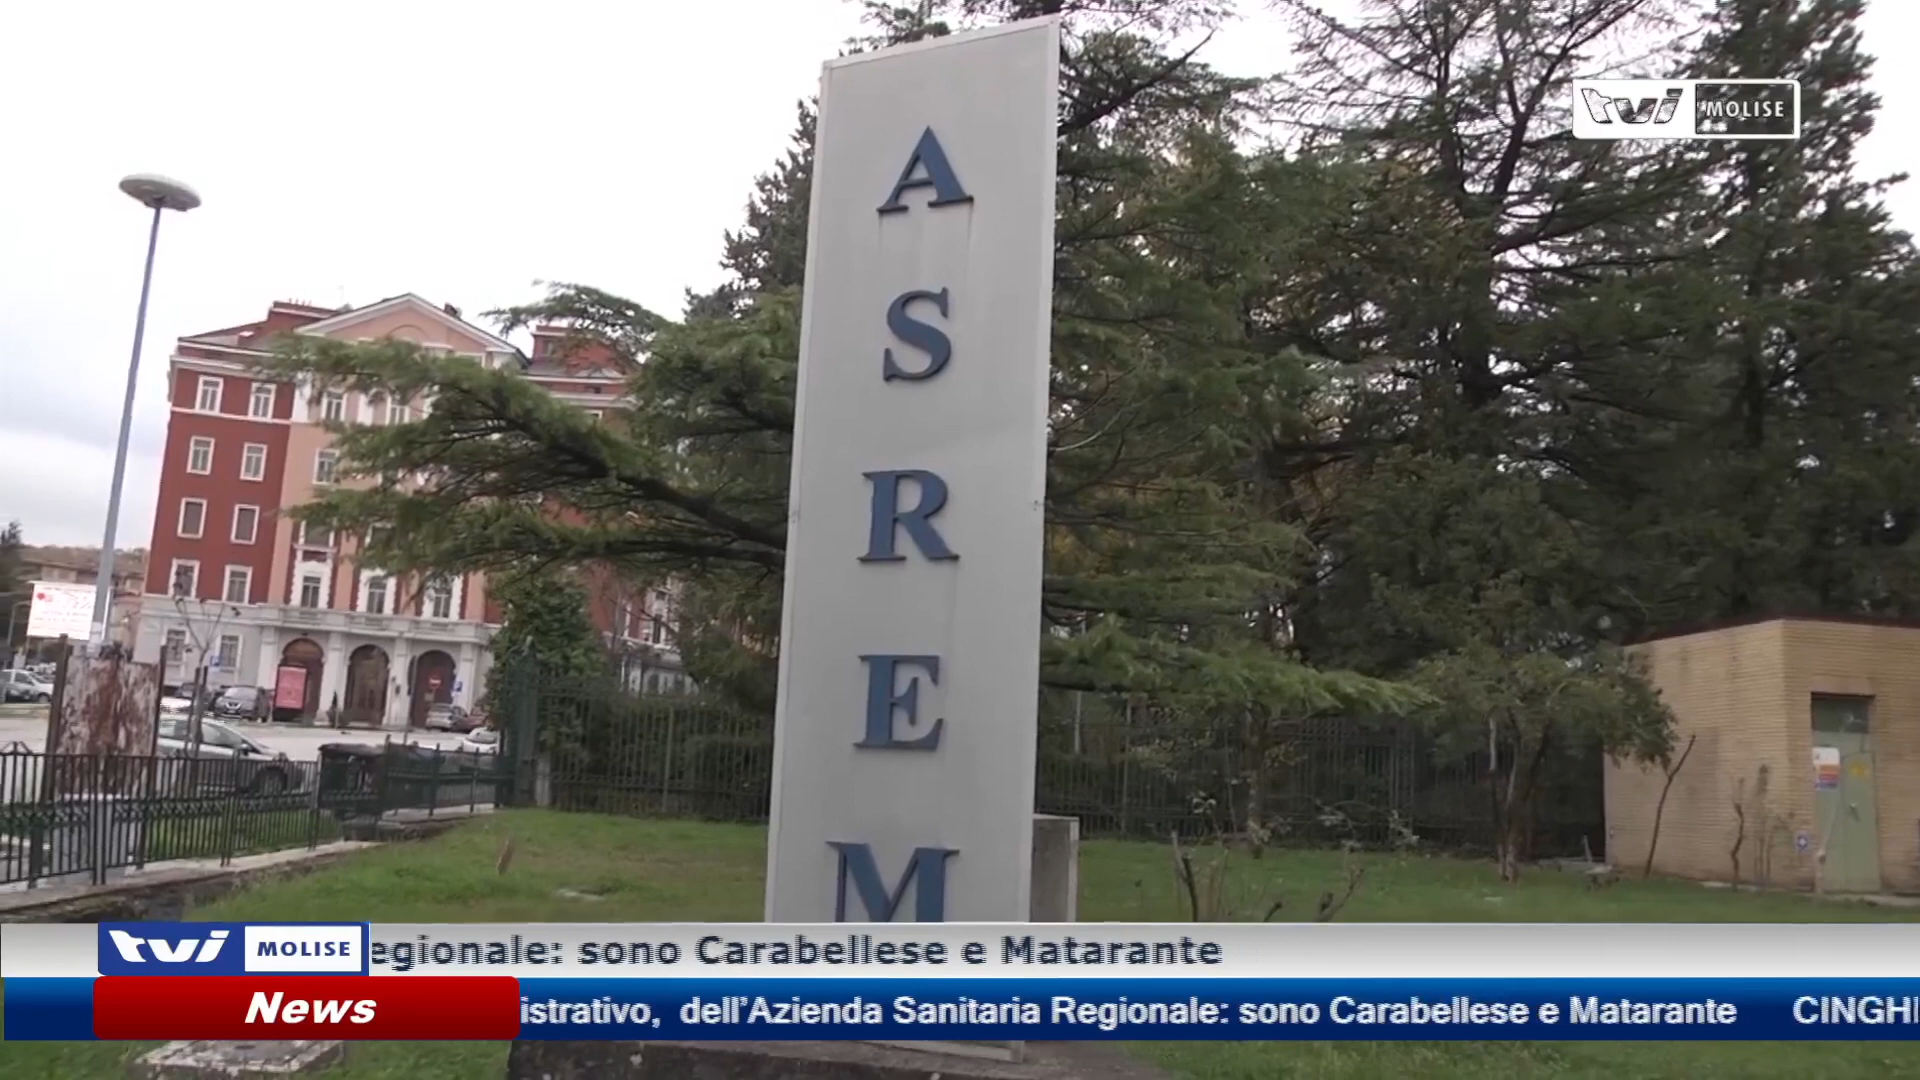 tvi MOLISE
A
S
R
E
M
tvi MOLISE
egionale: sono Carabellese e Matarante
News
istrativo, dell’Azienda Sanitaria Regionale: sono Carabellese e Matarante CINGHI